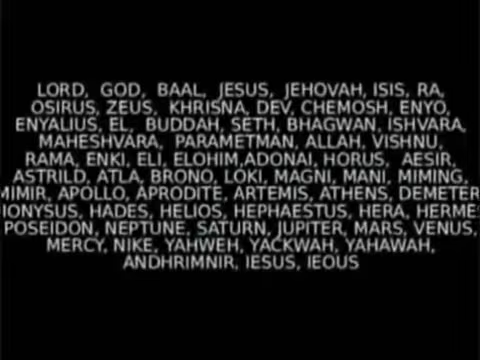 LORD, GOD, BAAL, JESUS, JEHOVAH, ISIS, RA,
OSIRUS, ZEUS, KHRISNA, DEV, CHEMOSH, ENYO,
ENYALIUS, EL, BUDDAH, SETH, BHAGWAN, ISHVARA,
MAHESHVARA, PARAMETMAN, ALLAH, VISHNU,
RAMA, ENKI, ELI, ELOHIM,ADONAI, HORUS, AESIR,
ASTRILD, ATLA, BRONO, LOKI, MAGNI, MANI, MIMING,
MIMIR, APOLLO, APRODITE, ARTEMIS, ATHENS, DEMETER
IONYSUS, HADES, HELIOS, HEPHAESTUS, HERA, HERME
POSEIDON, NEPTUNE, SATURN, JUPITER, MARS, VENUS,
MERCY, NIKE, YAHWEH, YACKWAH, YAHAWAH,
ANDHRIMNIR, IESUS, IEOUS